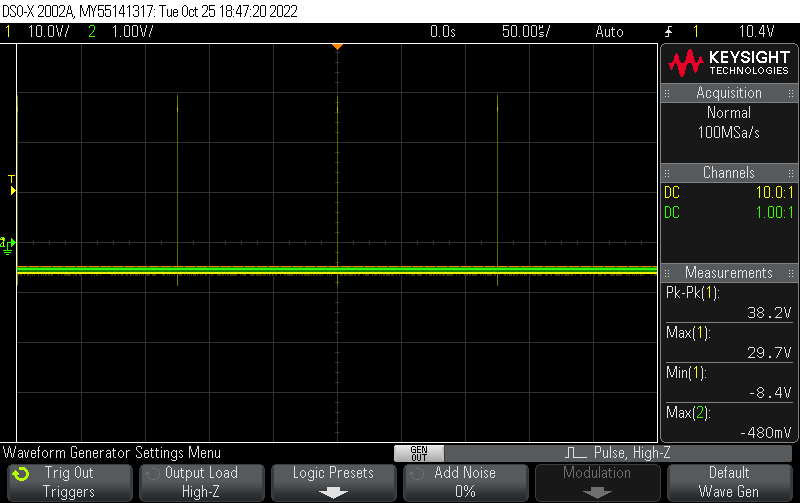 DSO-X 2002A, MY55141317: Tue Oct 25 18:47:20 2022
1 10.0V/ 2 1.00V/ 0.0s 50.00ms/ Auto 1 10.4V
KEYSIGHT
TECHNOLOGIES
Acquisition
Normal
100MSa/s
Channels
DC 10.0:1
DC 1.00:1
Measurements
Pk-Pk(1):
38.2V
Max(1):
29.7V
Min(1):
-8.4V
Max(2):
-480mV
T
Waveform Generator Settings Menu
GEN
OUT
Pulse, High-Z
Trig Out
Triggers
Output Load
High-Z
Logic Presets
Add Noise
0%
Modulation
Default
Wave Gen